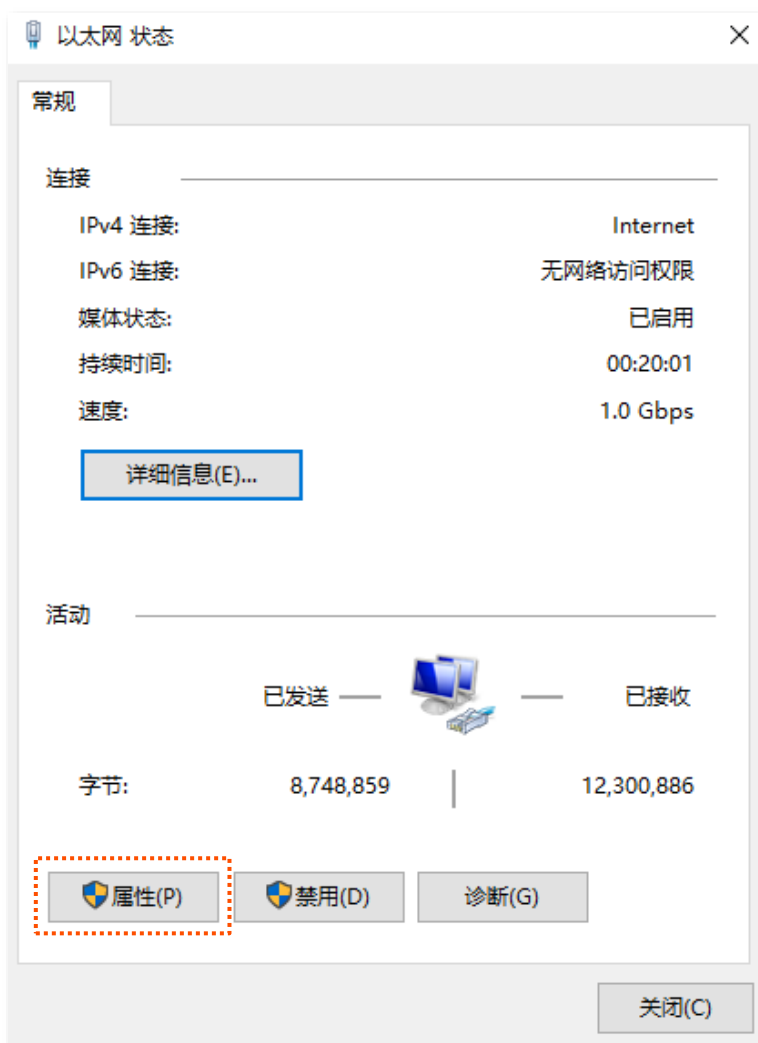 以太网 状态
常规
连接
IPv4 连接: Internet
IPv6 连接: 无网络访问权限
媒体状态: 已启用
持续时间: 00:20:01
速度: 1.0 Gbps
详细信息(E)...
活动
已发送 已接收
字节: 8,748,859 12,300,886
属性(P) 禁用(D) 诊断(G)
关闭(C)